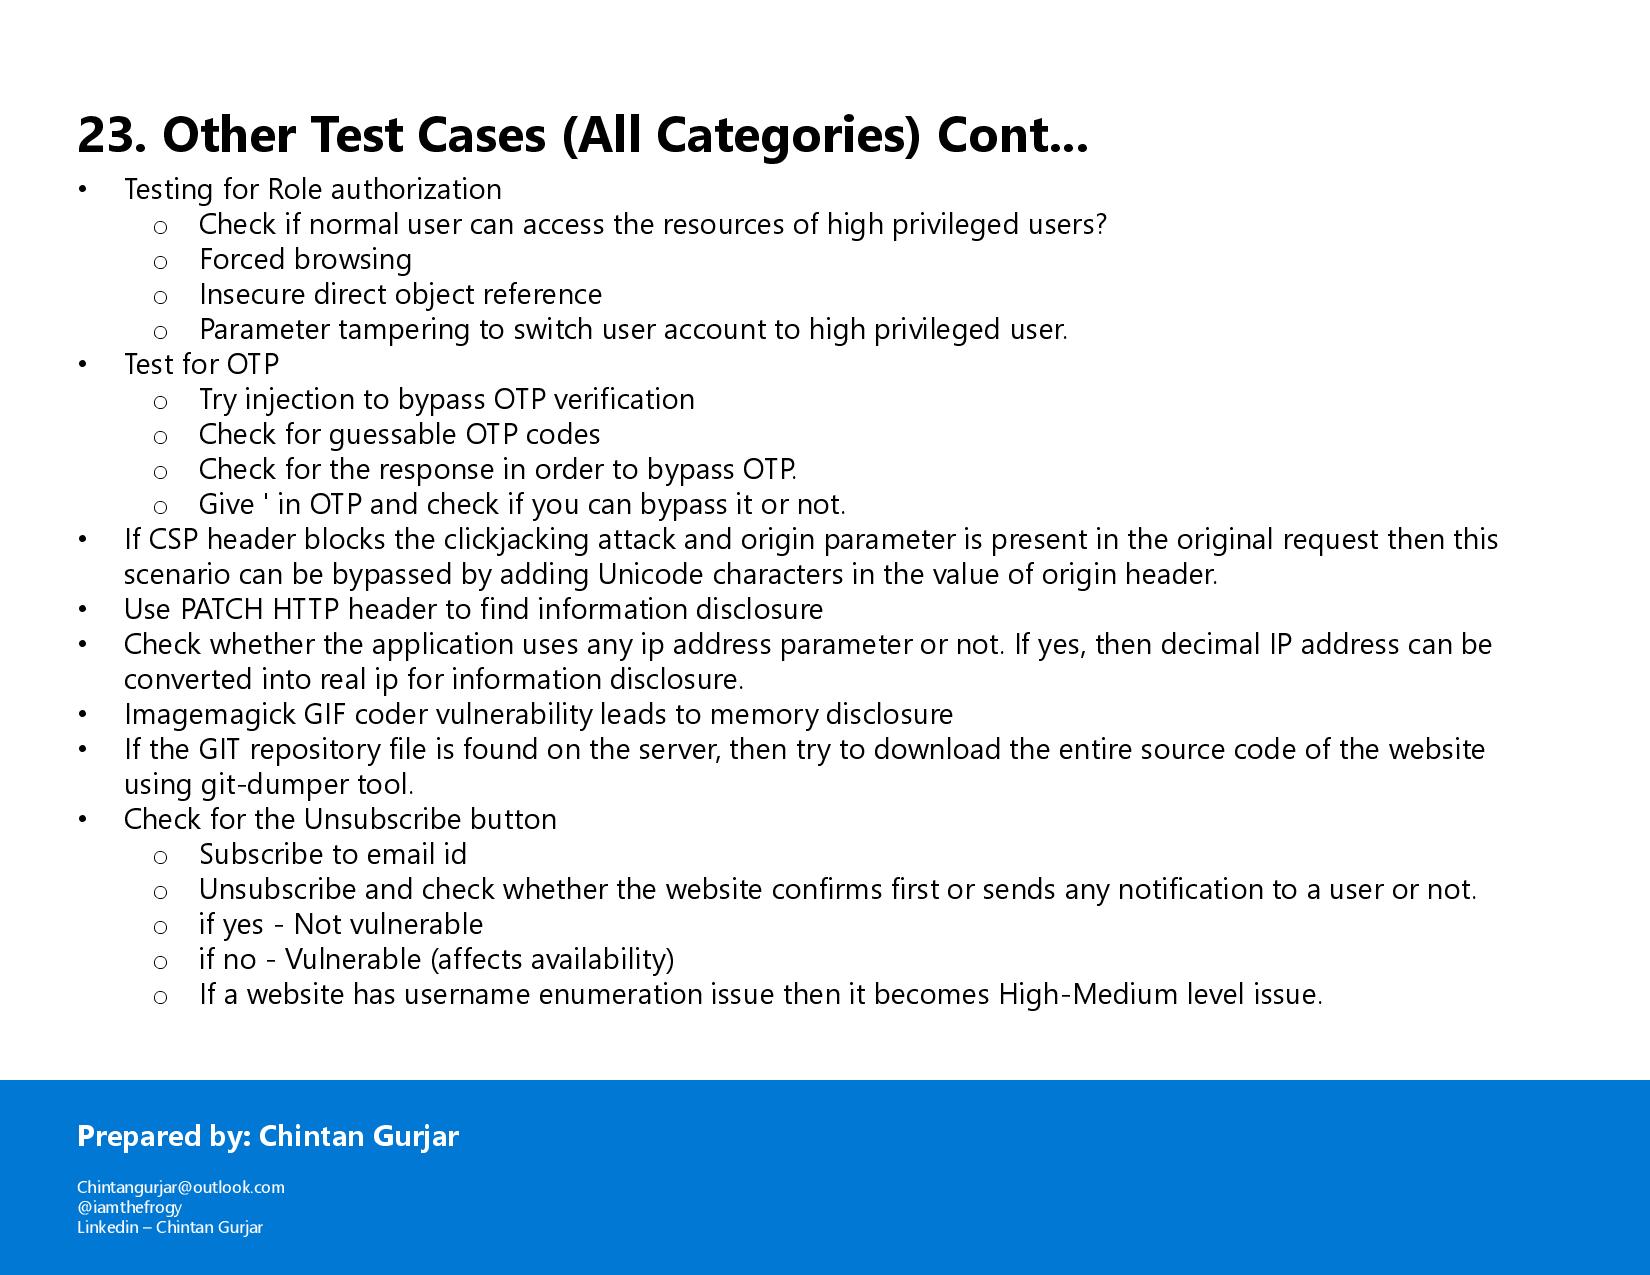 23. Other Test Cases (All Categories) Cont...
• Testing for Role authorization
o Check if normal user can access the resources of high privileged users?
o Forced browsing
o Insecure direct object reference
o Parameter tampering to switch user account to high privileged user.
• Test for OTP
o Try injection to bypass OTP verification
o Check for guessable OTP codes
o Check for the response in order to bypass OTP.
o Give ' in OTP and check if you can bypass it or not.
• If CSP header blocks the clickjacking attack and origin parameter is present in the original request then this
scenario can be bypassed by adding Unicode characters in the value of origin header.
• Use PATCH HTTP header to find information disclosure
• Check whether the application uses any ip address parameter or not. If yes, then decimal IP address can be
converted into real ip for information disclosure.
• Imagemagick GIF coder vulnerability leads to memory disclosure
• If the GIT repository file is found on the server, then try to download the entire source code of the website
using git-dumper tool.
• Check for the Unsubscribe button
o Subscribe to email id
o Unsubscribe and check whether the website confirms first or sends any notification to a user or not.
o if yes - Not vulnerable
o if no - Vulnerable (affects availability)
o If a website has username enumeration issue then it becomes High-Medium level issue.
Prepared by: Chintan Gurjar
Chintangurjar@outlook.com
@iamthefrogy
Linkedin – Chintan Gurjar